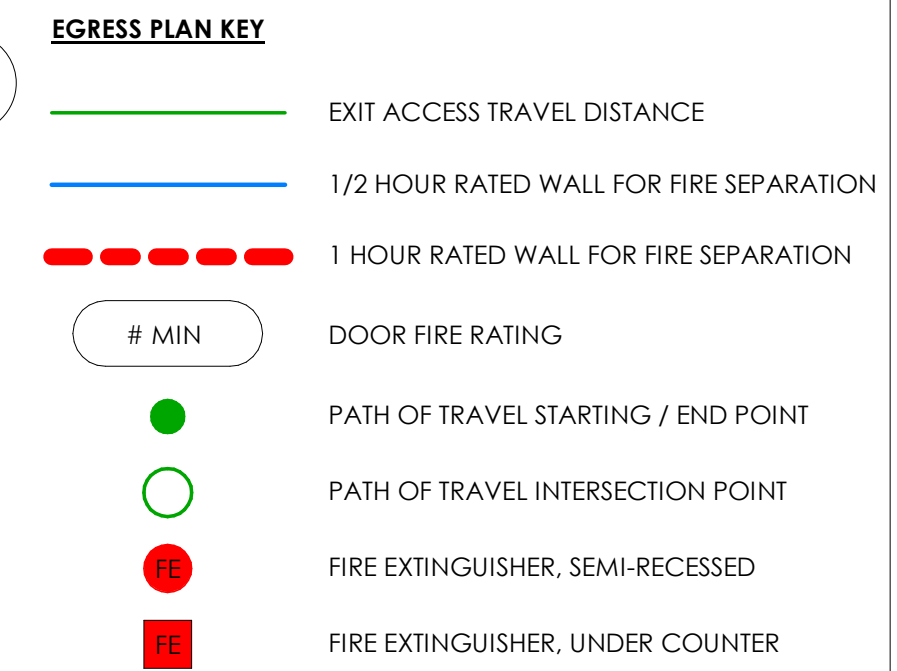 EGRESS PLAN KEY
EXIT ACCESS TRAVEL DISTANCE
1/2 HOUR RATED WALL FOR FIRE SEPARATION
1 HOUR RATED WALL FOR FIRE SEPARATION
# MIN DOOR FIRE RATING
PATH OF TRAVEL STARTING / END POINT
PATH OF TRAVEL INTERSECTION POINT
FE FIRE EXTINGUISHER, SEMI-RECESSED
FE FIRE EXTINGUISHER, UNDER COUNTER